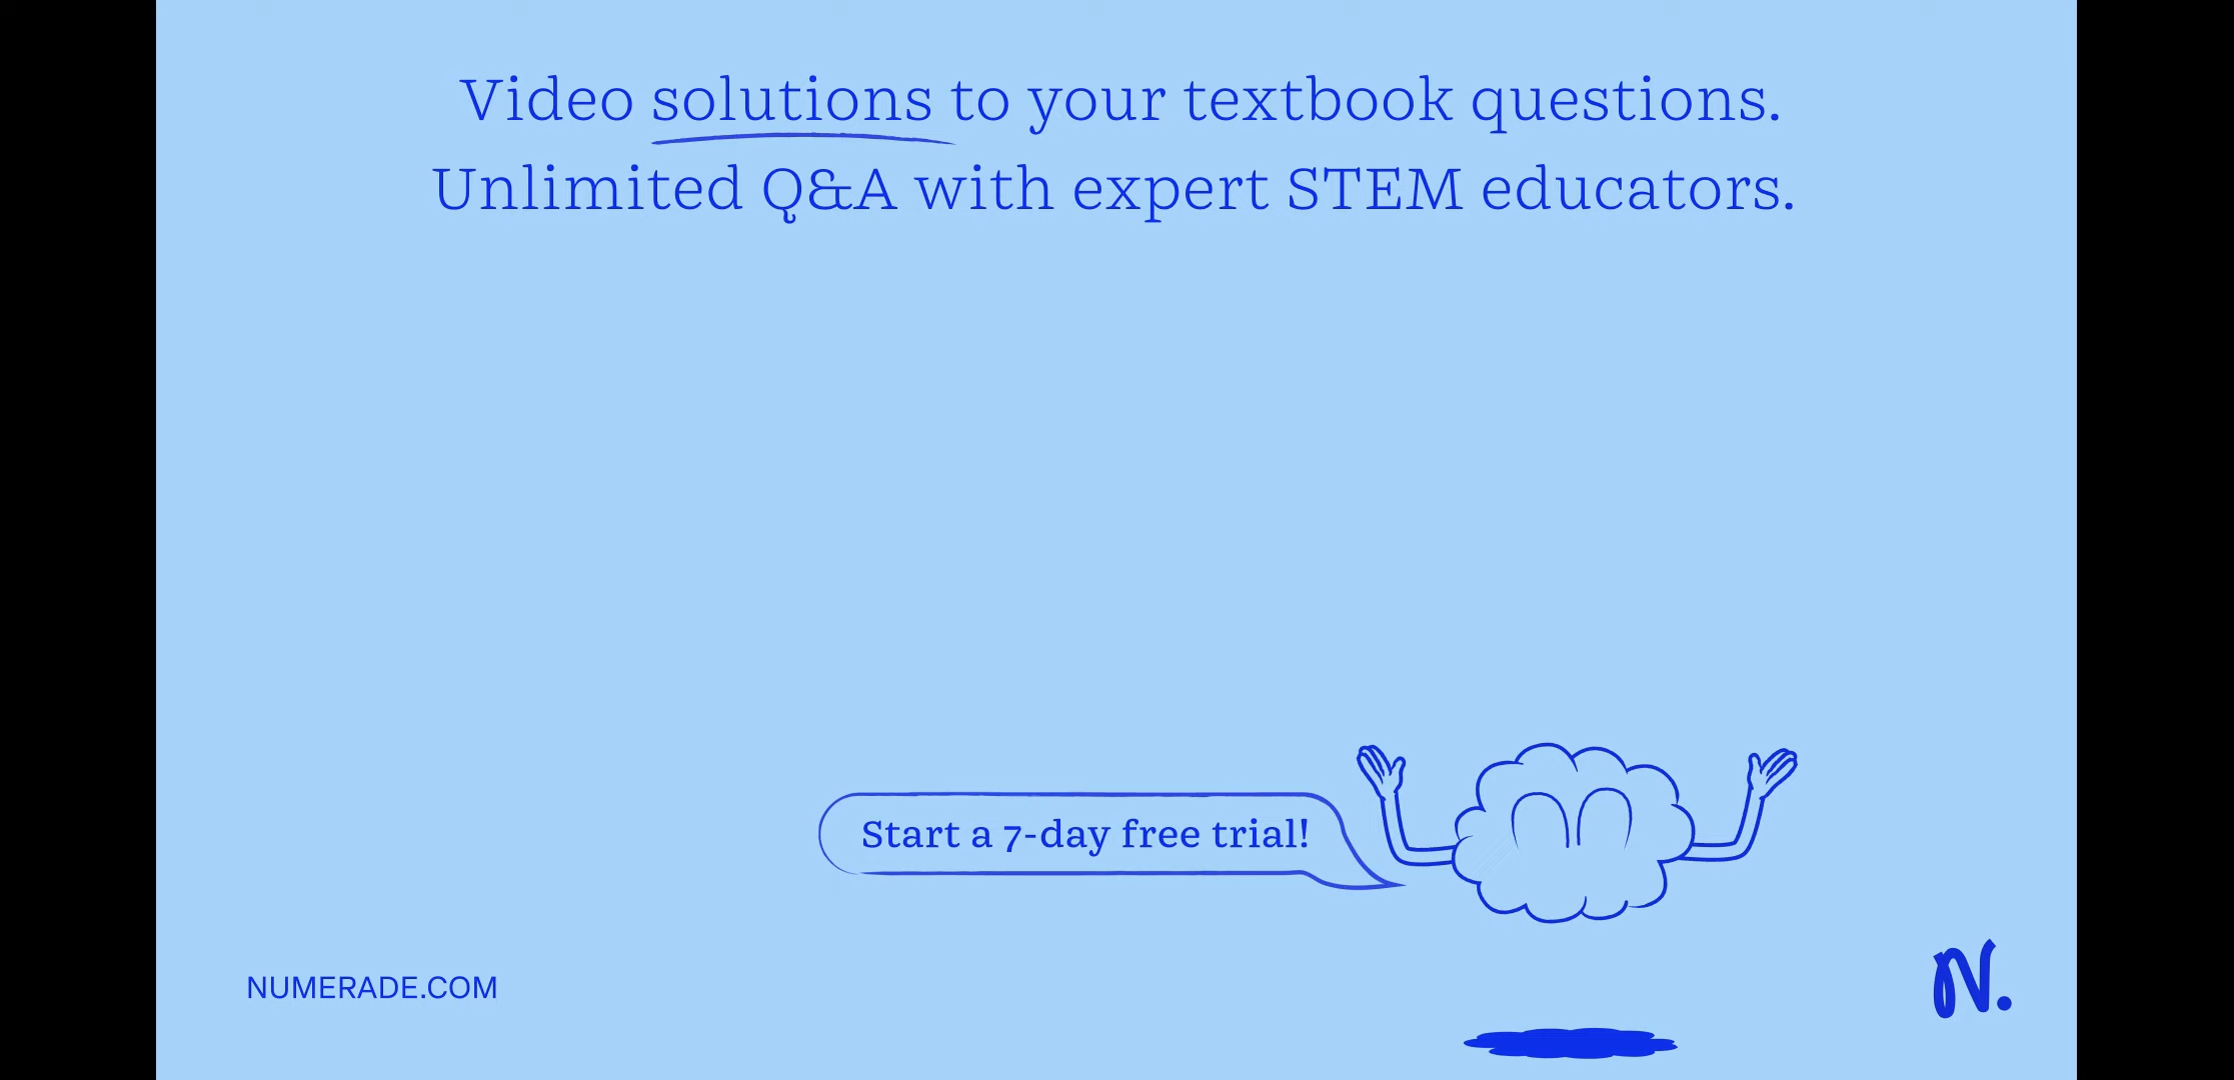 Video solutions to your textbook questions.
Unlimited Q&A with expert STEM educators.
Start a 7-day free trial!
NUMERADE.COM
N.